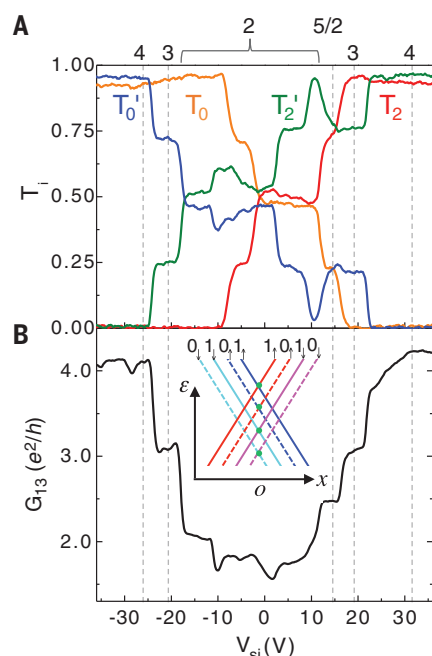 A
4 3 2 5/2 3 4
1.00
T₀' T₀ T₂' T₂
0.75
T_i 0.50
0.25
0.00
B
0↓ 1↓ 0↑ 1↑ 1↑ 0↑ 1↓ 0↓
4.0
ε
G₁₃ (e²/h)
3.0
o x
2.0
-30 -20 -10 0 10 20 30
V_si (V)